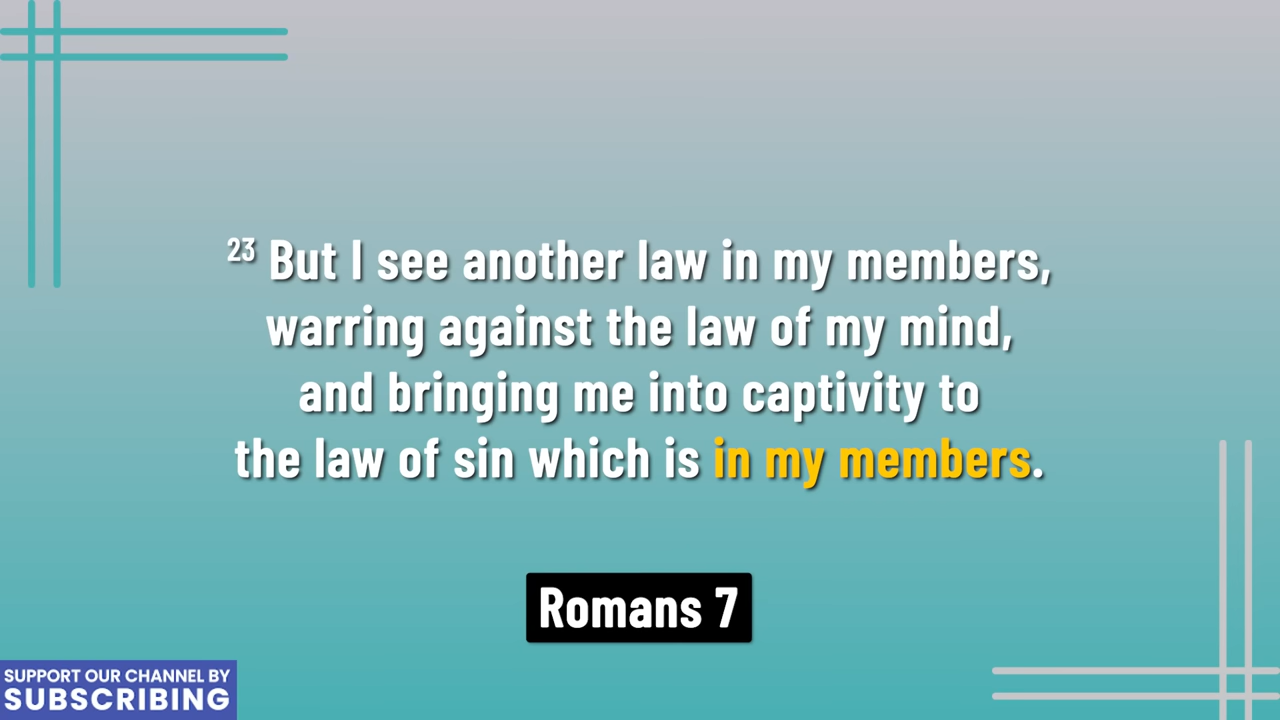 23 But I see another law in my members,
warring against the law of my mind,
and bringing me into captivity to
the law of sin which is in my members.
Romans 7
SUPPORT OUR CHANNEL BY
SUBSCRIBING